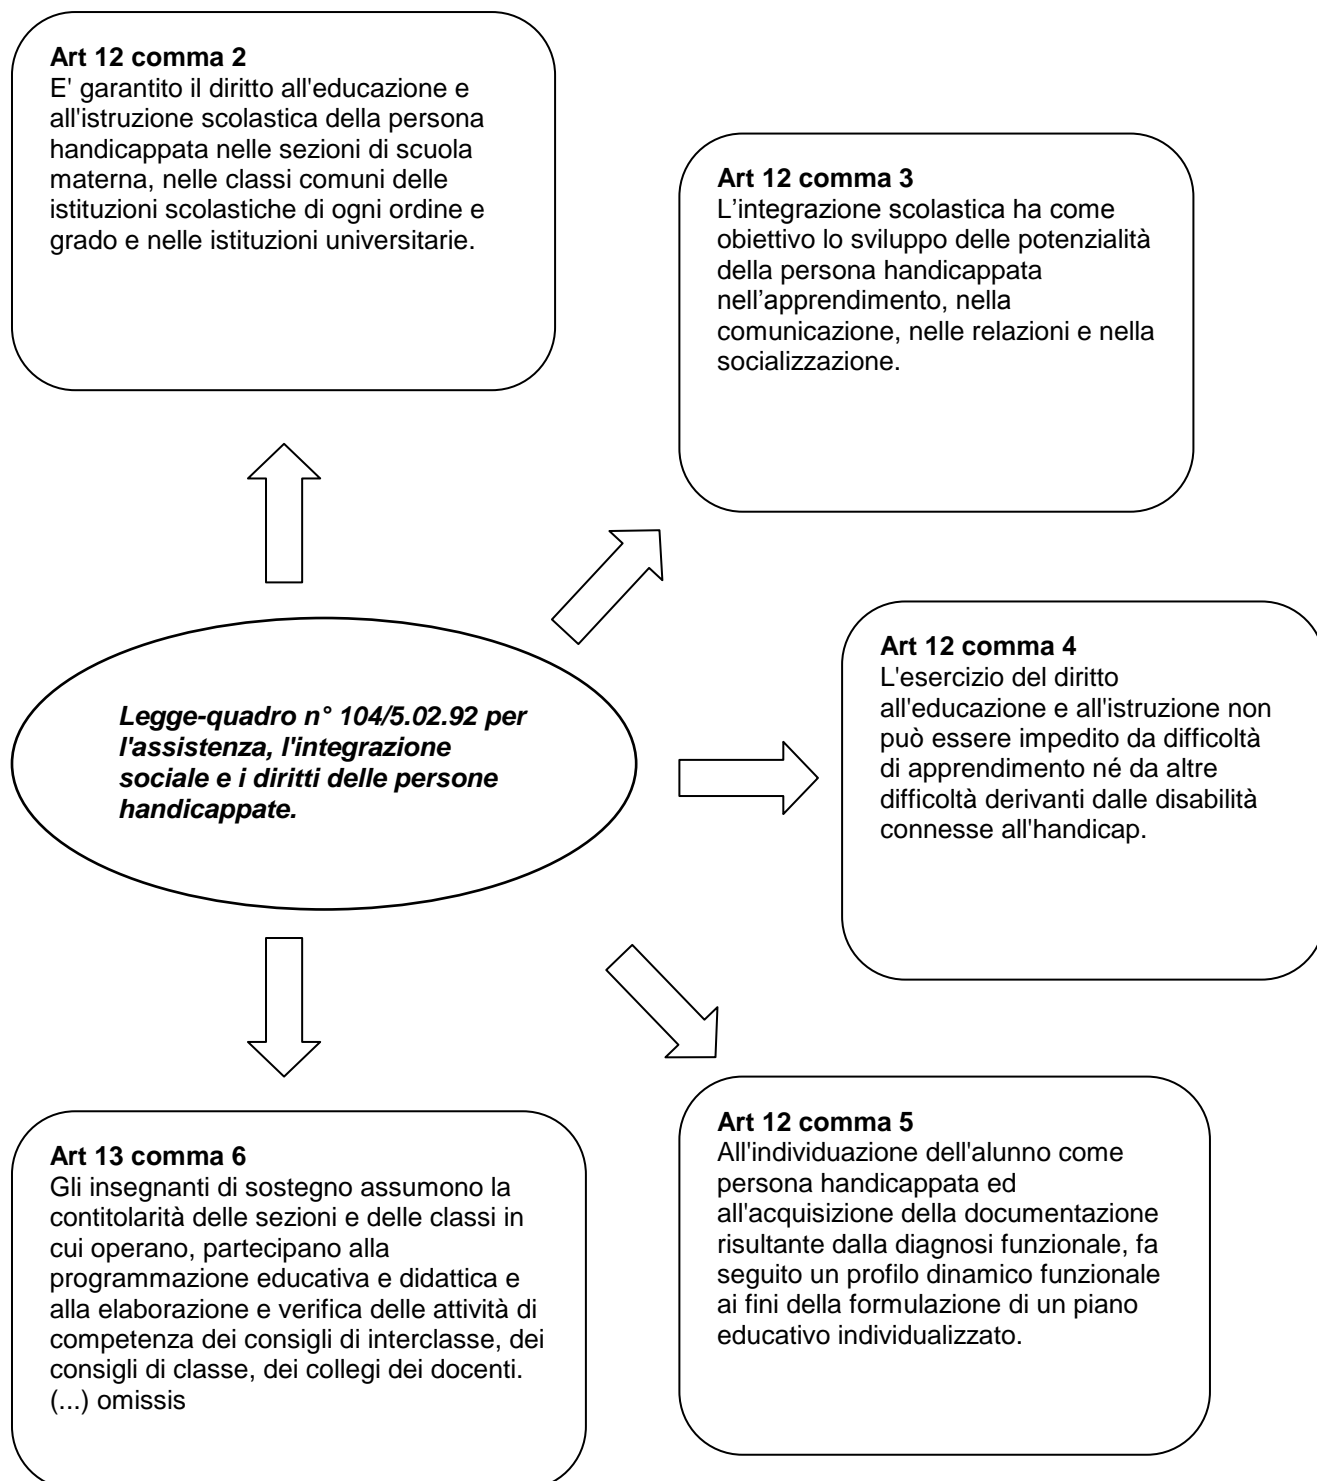 Art 12 comma 2
E' garantito il diritto all'educazione e
all'istruzione scolastica della persona
handicappata nelle sezioni di scuola
materna, nelle classi comuni delle
istituzioni scolastiche di ogni ordine e
grado e nelle istituzioni universitarie.
Art 12 comma 3
L’integrazione scolastica ha come
obiettivo lo sviluppo delle potenzialità
della persona handicappata
nell’apprendimento, nella
comunicazione, nelle relazioni e nella
socializzazione.
Art 12 comma 4
L'esercizio del diritto
all'educazione e all'istruzione non
può essere impedito da difficoltà
di apprendimento né da altre
difficoltà derivanti dalle disabilità
connesse all'handicap.
Legge-quadro n° 104/5.02.92 per
l'assistenza, l'integrazione
sociale e i diritti delle persone
handicappate.
Art 12 comma 5
All'individuazione dell'alunno come
persona handicappata ed
all'acquisizione della documentazione
risultante dalla diagnosi funzionale, fa
seguito un profilo dinamico funzionale
ai fini della formulazione di un piano
educativo individualizzato.
Art 13 comma 6
Gli insegnanti di sostegno assumono la
contitolarità delle sezioni e delle classi in
cui operano, partecipano alla
programmazione educativa e didattica e
alla elaborazione e verifica delle attività di
competenza dei consigli di interclasse, dei
consigli di classe, dei collegi dei docenti.
(...) omissis